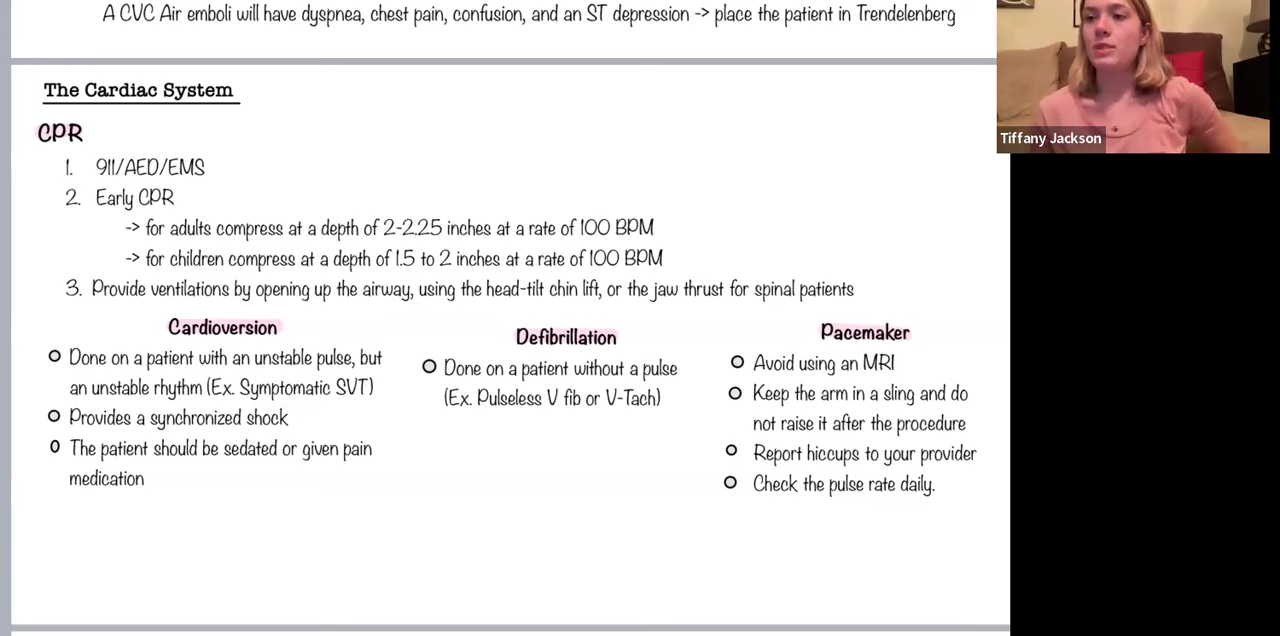 A CVC Air emboli will have dyspnea, chest pain, confusion, and an ST depression -> place the patient in Trendelenberg
The Cardiac System
CPR
1. 911/AED/EMS
2. Early CPR
-> for adults compress at a depth of 2-2.25 inches at a rate of 100 BPM
-> for children compress at a depth of 1.5 to 2 inches at a rate of 100 BPM
3. Provide ventilations by opening up the airway, using the head-tilt chin lift, or the jaw thrust for spinal patients
Cardioversion
Done on a patient with an unstable pulse, but
an unstable rhythm (Ex. Symptomatic SVT)
Provides a synchronized shock
The patient should be sedated or given pain
medication
Defibrillation
Done on a patient without a pulse
(Ex. Pulseless V fib or V-Tach)
Pacemaker
Avoid using an MRI
Keep the arm in a sling and do
not raise it after the procedure
Report hiccups to your provider
Check the pulse rate daily.
Tiffany Jackson